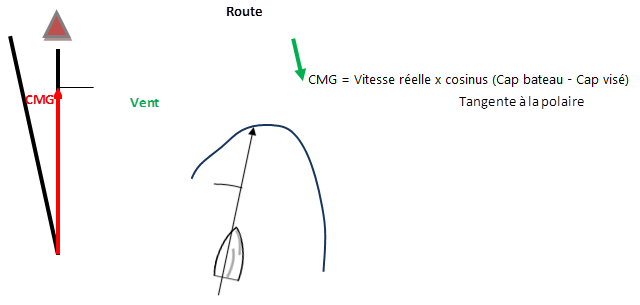 Route
CMG = Vitesse réelle x cosinus (Cap bateau - Cap visé)
CMG
Vent
Tangente à la polaire